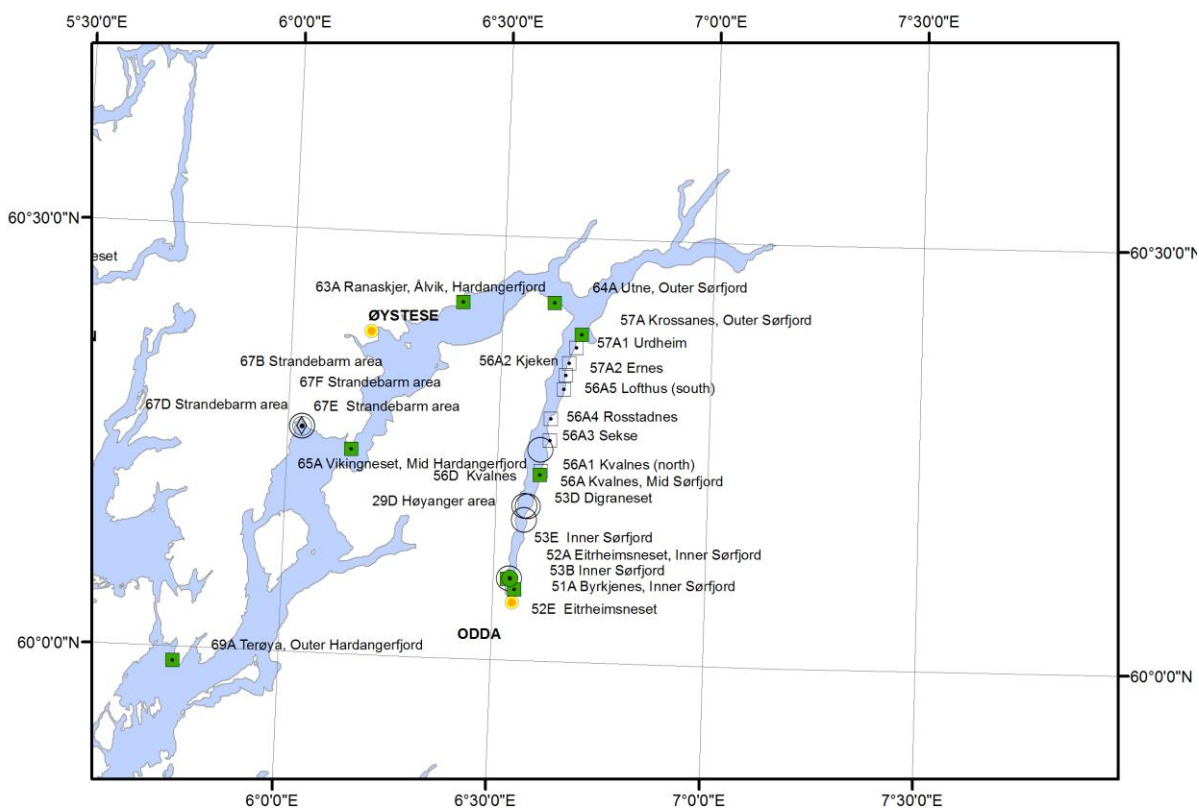 5°30'0"E 6°0'0"E 6°30'0"E 7°0'0"E 7°30'0"E
60°30'0"N
60°30'0"N
eset
63A Ranaskjer, Ålvik, Hardangerfjord
64A Utne, Outer Sørfjord
ØYSTESE
57A Krossanes, Outer Sørfjord
57A1 Urdheim
67B Strandebarm area
56A2 Kjeken
57A2 Ernes
67F Strandebarm area
56A5 Lofthus (south)
67D Strandebarm area
67E Strandebarm area
56A4 Rosstadnes
56A3 Sekse
65A Vikingneset, Mid Hardangerfjord
56A1 Kvalnes (north)
56D Kvalnes
56A Kvalnes, Mid Sørfjord
29D Høyanger area
53D Digraneset
53E Inner Sørfjord
52A Eitrheimsneset, Inner Sørfjord
53B Inner Sørfjord
51A Byrkjenes, Inner Sørfjord
52E Eitrheimsneset
ODDA
69A Terøya, Outer Hardangerfjord
60°0'0"N
60°0'0"N
6°0'0"E 6°30'0"E 7°0'0"E 7°30'0"E